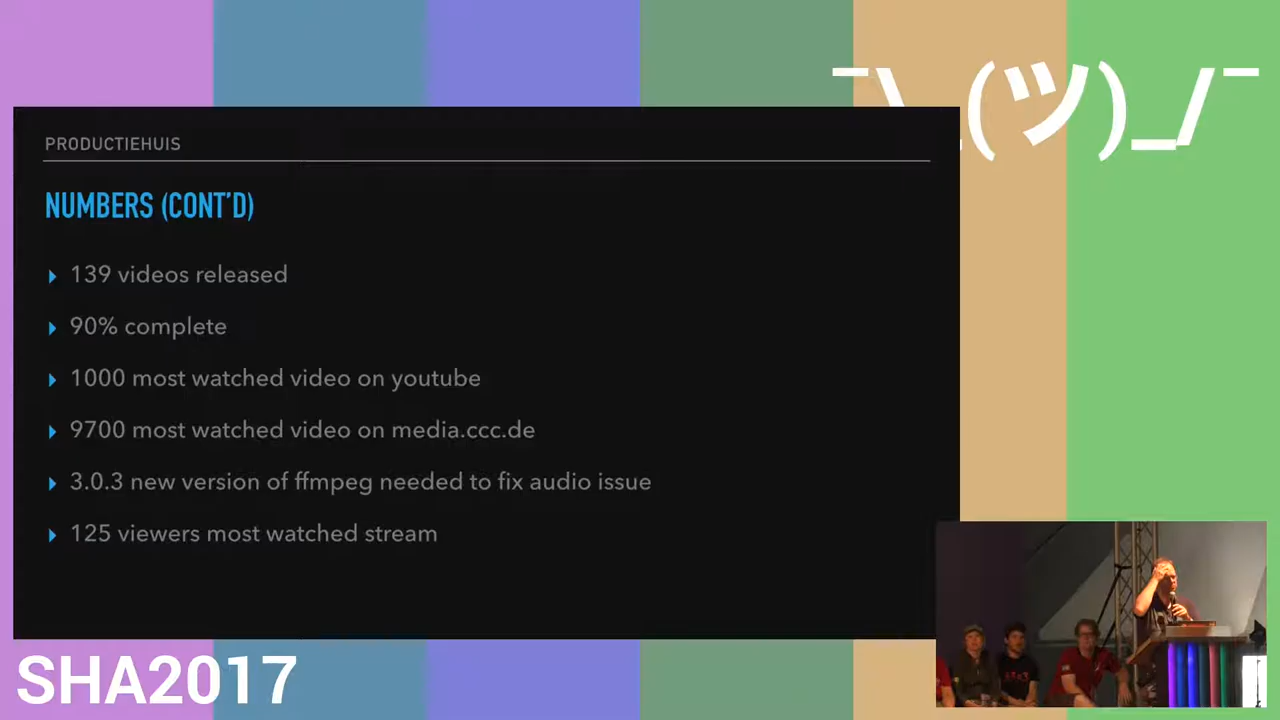 ¯\_(ツ)_/¯
PRODUCTIEHUIS
NUMBERS (CONT'D)
139 videos released
90% complete
1000 most watched video on youtube
9700 most watched video on media.ccc.de
3.0.3 new version of ffmpeg needed to fix audio issue
125 viewers most watched stream
SHA2017